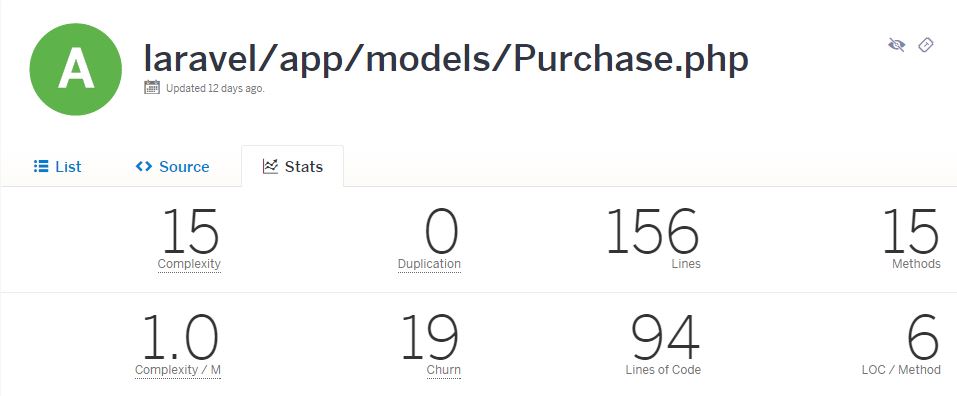 A
laravel/app/models/Purchase.php
Updated 12 days ago.
List Source Stats
15 0 156 15
Complexity Duplication Lines Methods
1.0 19 94 6
Complexity / M Churn Lines of Code LOC / Method